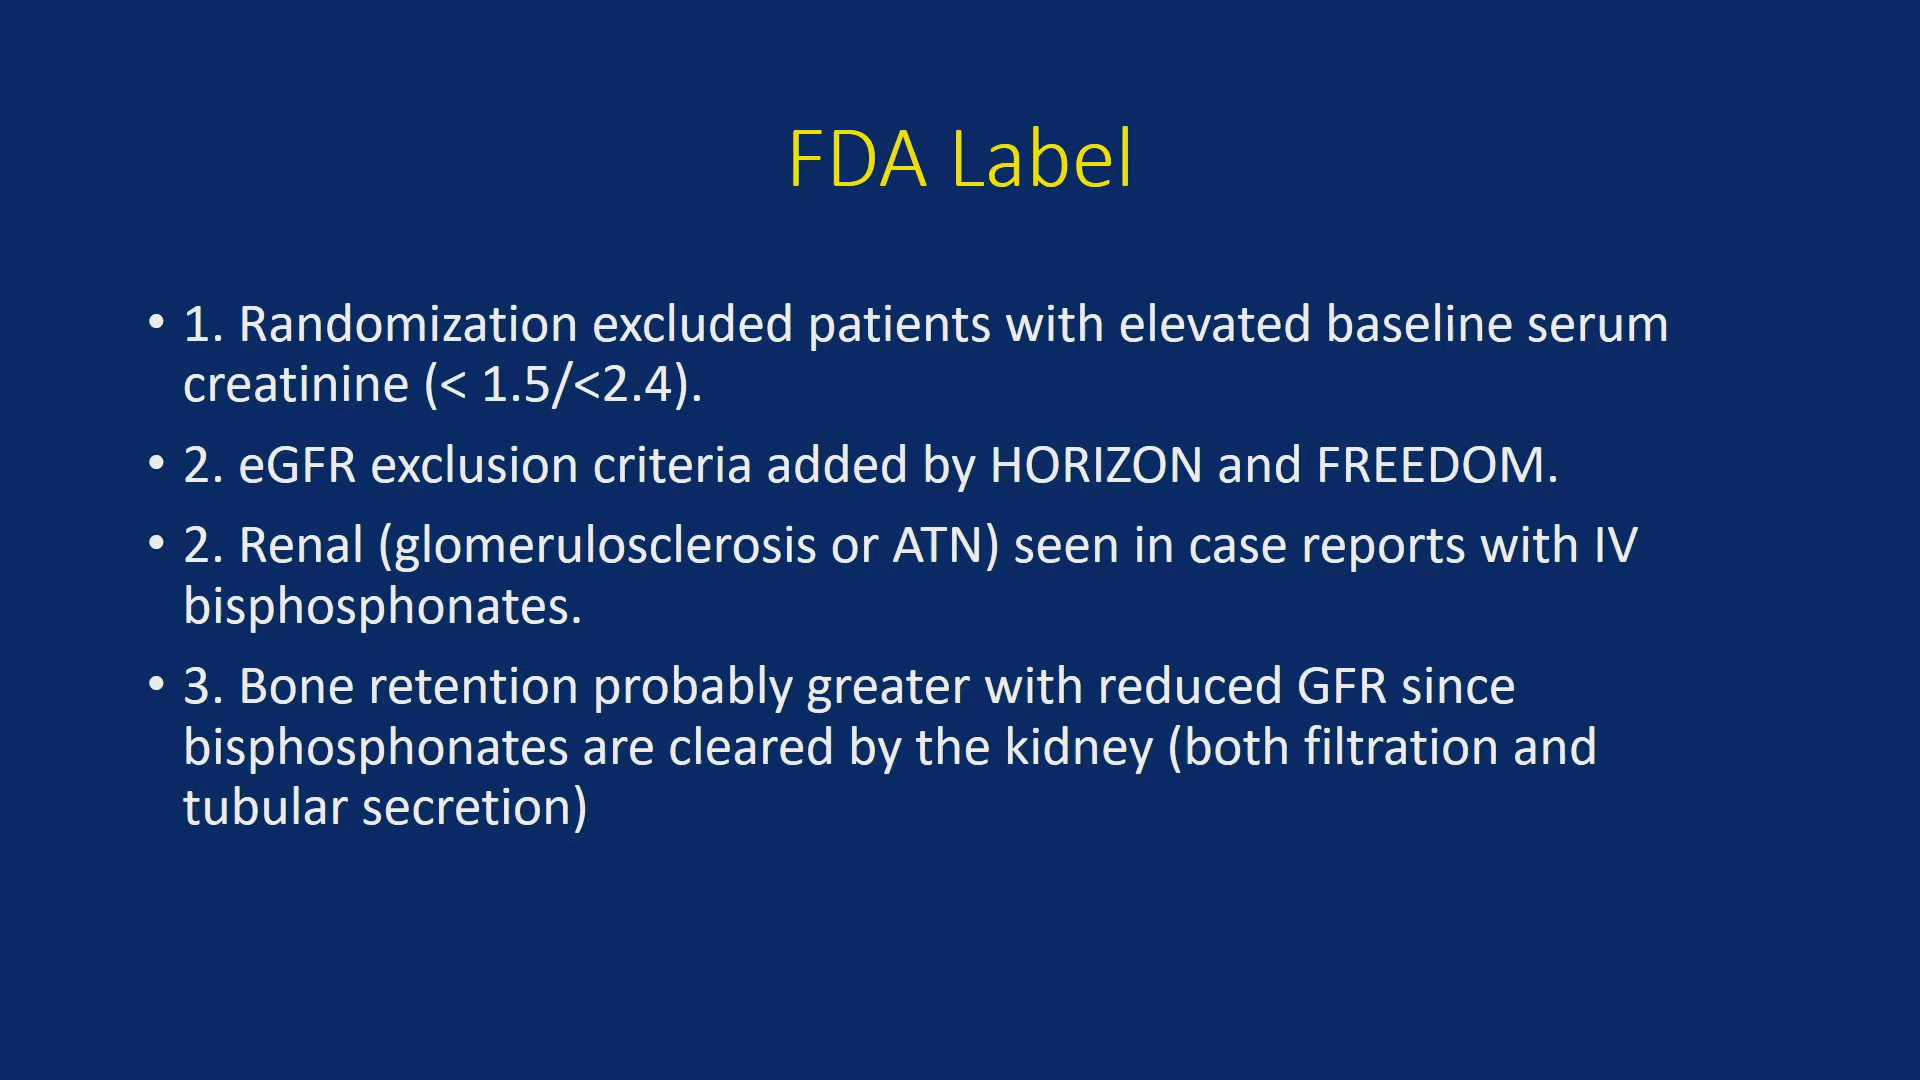 FDA Label
• 1. Randomization excluded patients with elevated baseline serum
creatinine (< 1.5/<2.4).
• 2. eGFR exclusion criteria added by HORIZON and FREEDOM.
• 2. Renal (glomerulosclerosis or ATN) seen in case reports with IV
bisphosphonates.
• 3. Bone retention probably greater with reduced GFR since
bisphosphonates are cleared by the kidney (both filtration and
tubular secretion)